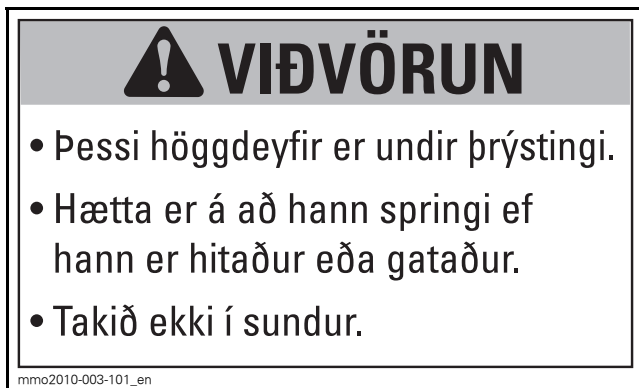 VIÐVÖRUN
• Þessi höggdeyfir er undir þrýstingi.
• Hætta er á að hann springi ef
hann er hitaður eða gataður.
• Takið ekki í sundur.
mmo2010-003-101_en